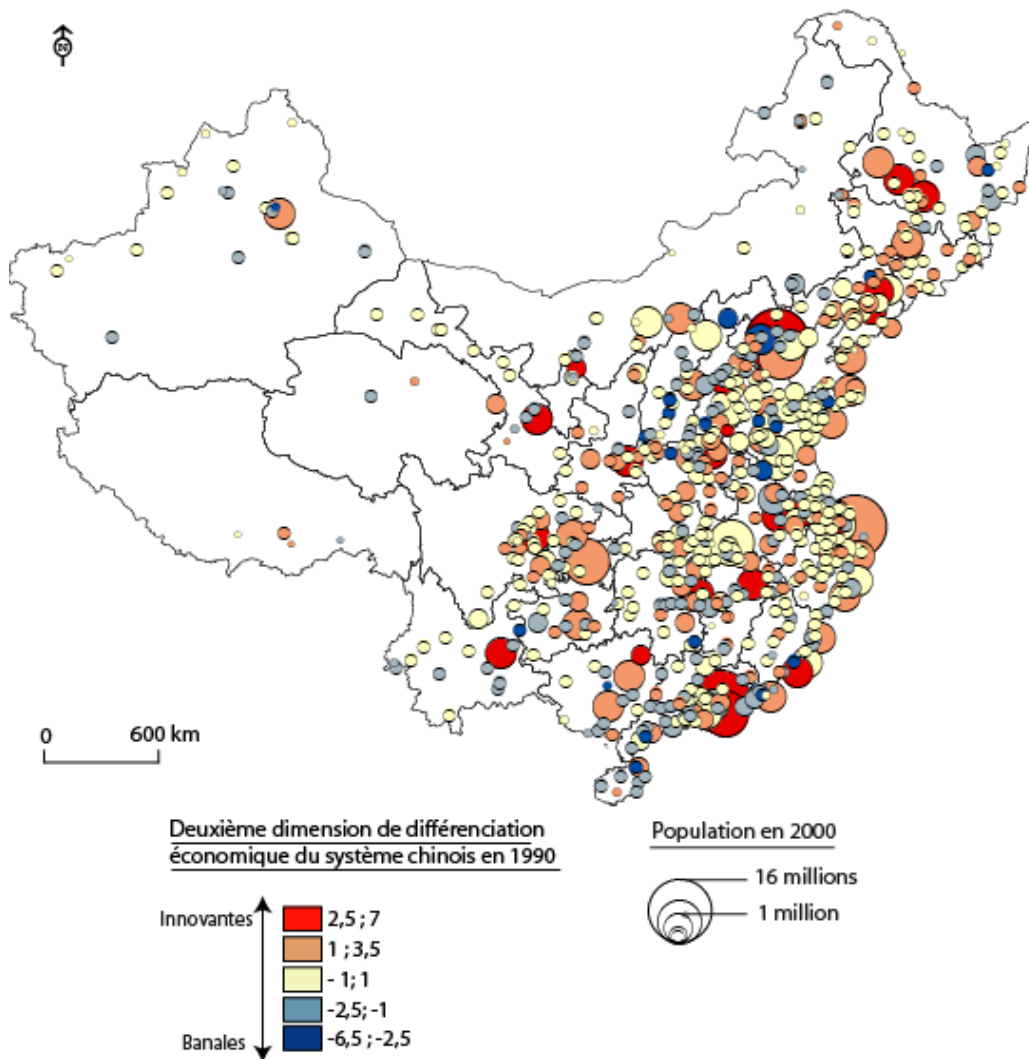 N
0 600 km
Deuxième dimension de différenciation
économique du système chinois en 1990
Innovantes
2,5 ; 7
1 ; 3,5
- 1; 1
-2,5; -1
-6,5 ; -2,5
Banales
Population en 2000
16 millions
1 million